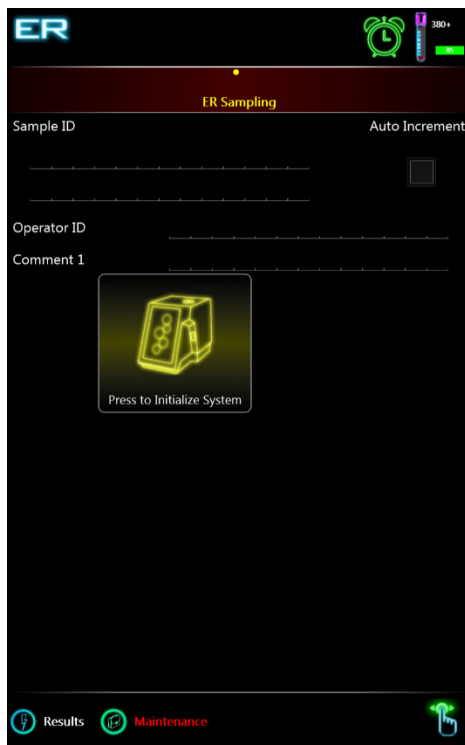 ER
380+
ER Sampling
Sample ID
Auto Increment
Operator ID
Comment 1
Press to Initialize System
Results
Maintenance